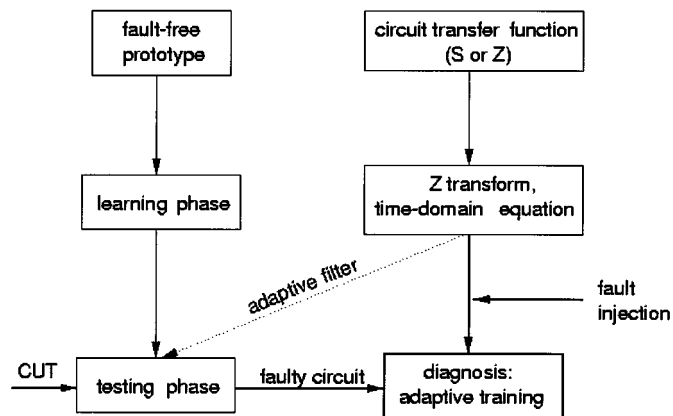 fault-free
prototype
circuit transfer function
(S or Z)
learning phase
Z transform,
time-domain equation
adaptive filter
fault
injection
CUT
testing phase
faulty circuit
diagnosis:
adaptive training